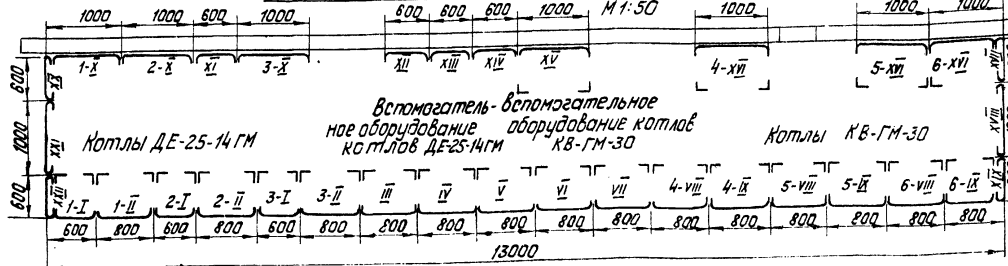 М 1:50
1000 1000 600 1000 600 600 600 1000 1000 1000 1000
1-X 2-X XI 3-X XII XIII XIV XV 4-XVI 5-XVI 6-XVI
600 1000 600
Котлы ДЕ-25-14ГМ
Вспомогатель-
ное оборудование
котлов ДЕ-25-14ГМ
вспомогательное
оборудование котлов
КВ-ГМ-30
Котлы КВ-ГМ-30
1-I 1-II 2-I 2-II 3-I 3-II III IV V VI VII 4-VIII 4-IX 5-VIII 5-IX 6-VIII 6-IX
600 800 600 800 600 800 800 800 800 800 800 800 800 800 800 800 800
13000